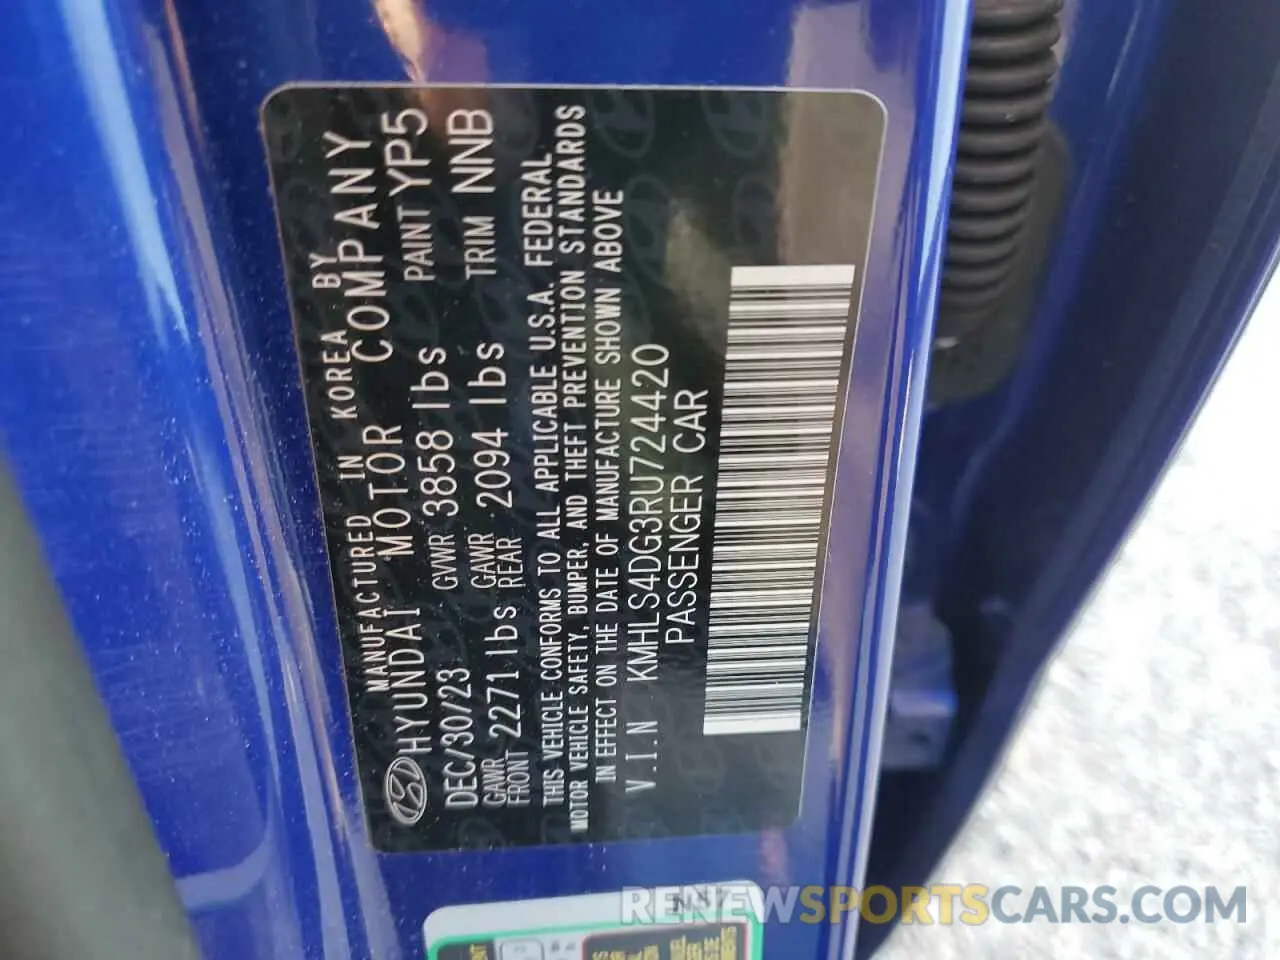 MANUFACTURED IN KOREA BY
HYUNDAI MOTOR COMPANY
DEC/30/23 GVWR 3858 lbs PAINT YP5
GAWR FRONT 2271 lbs GAWR REAR 2094 lbs TRIM NNB
THIS VEHICLE CONFORMS TO ALL APPLICABLE U.S.A. FEDERAL
MOTOR VEHICLE SAFETY, BUMPER, AND THEFT PREVENTION STANDARDS
IN EFFECT ON THE DATE OF MANUFACTURE SHOWN ABOVE
V.I.N KMHLS4DG3RU724420
PASSENGER CAR
RENEWSPORTSCARS.COM